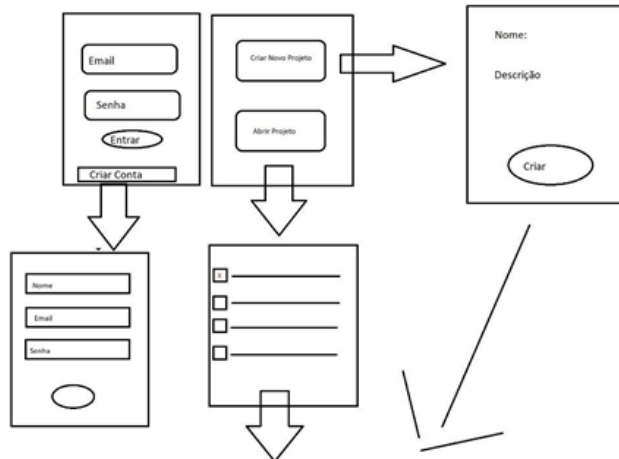 Email
Senha
Entrar
Criar Conta
Criar Novo Projeto
Abrir Projeto
Nome:
Descrição
Criar
Nome
Email
Senha
X